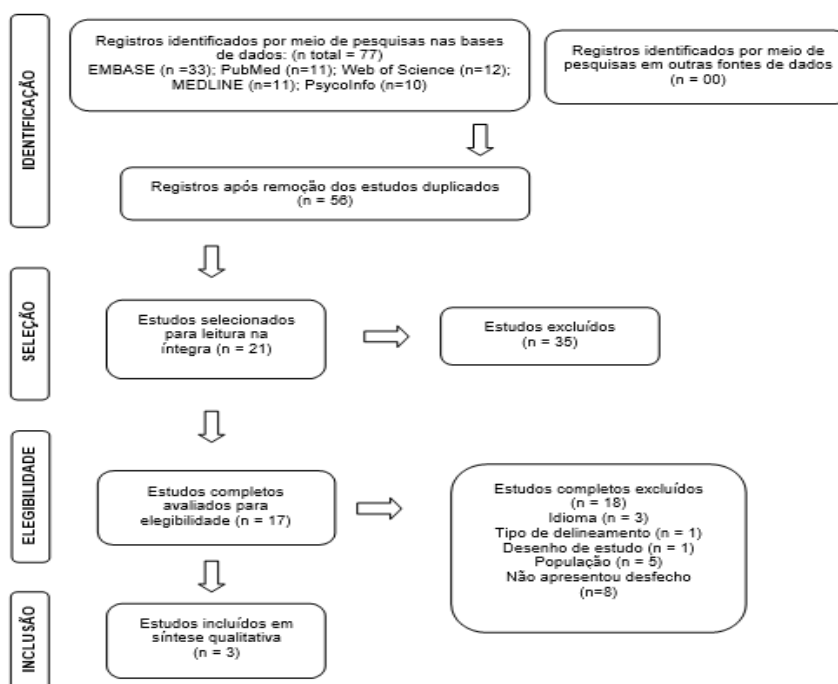 IDENTIFICAÇÃO
Registros identificados por meio de pesquisas nas bases
de dados: (n total = 77)
EMBASE (n =33); PubMed (n=11); Web of Science (n=12);
MEDLINE (n=11); PsycoInfo (n=10)
Registros identificados por meio de
pesquisas em outras fontes de dados
(n = 00)
Registros após remoção dos estudos duplicados
(n = 56)
SELEÇÃO
Estudos selecionados
para leitura na
íntegra (n = 21)
Estudos excluídos
(n = 35)
ELEGIBILIDADE
Estudos completos
avaliados para
elegibilidade (n = 17)
Estudos completos excluídos
(n = 18)
Idioma (n = 3)
Tipo de delineamento (n = 1)
Desenho de estudo (n = 1)
População (n = 5)
Não apresentou desfecho
(n=8)
INCLUSÃO
Estudos incluídos em
síntese qualitativa
(n = 3)